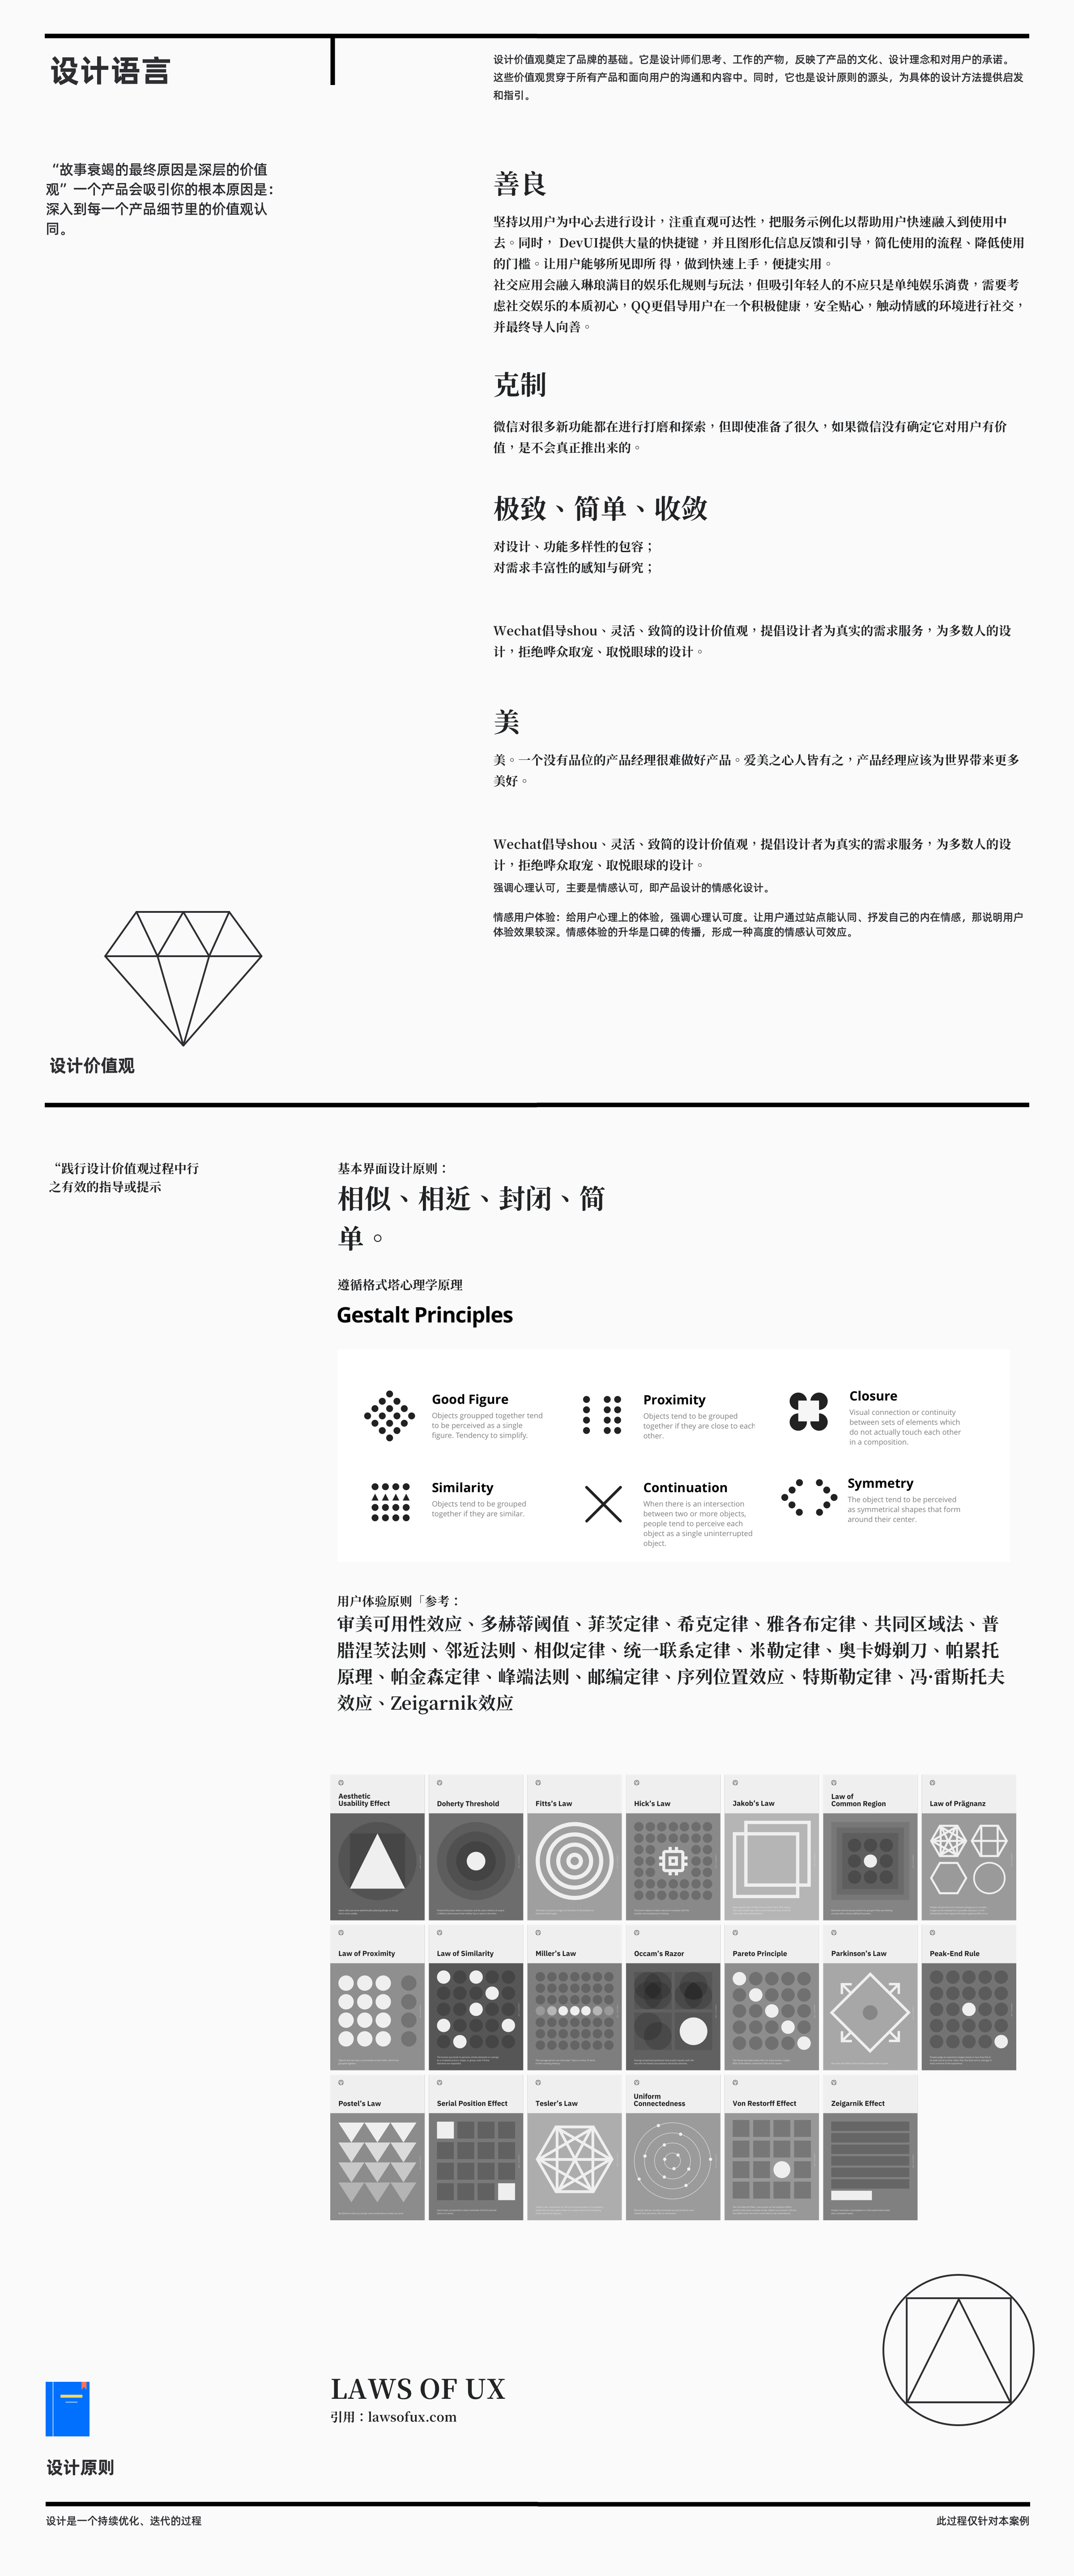 设计语言
设计价值观奠定了品牌的基础。它是设计师们思考、工作的产物，反映了产品的文化、设计理念和对用户的承诺。
这些价值观贯穿于所有产品和面向用户的沟通和内容中。同时，它也是设计原则的源头，为具体的设计方法提供启发
和指引。
“故事衰竭的最终原因是深层的价值
观”一个产品会吸引你的根本原因是：
深入到每一个产品细节里的价值观认
同。
善良
坚持以用户为中心去进行设计，注重直观可达性，把服务示例化以帮助用户快速融入到使用中
去。同时， DevUI提供大量的快捷键，并且图形化信息反馈和引导，简化使用的流程、降低使用
的门槛。让用户能够所见即所 得，做到快速上手，便捷实用。
社交应用会融入琳琅满目的娱乐化规则与玩法，但吸引年轻人的不应只是单纯娱乐消费，需要考
虑社交娱乐的本质初心，QQ更倡导用户在一个积极健康，安全贴心，触动情感的环境进行社交，
并最终导人向善。
克制
微信对很多新功能都在进行打磨和探索，但即使准备了很久，如果微信没有确定它对用户有价
值，是不会真正推出来的。
极致、简单、收敛
对设计、功能多样性的包容；
对需求丰富性的感知与研究；
Wechat倡导shou、灵活、致简的设计价值观，提倡设计者为真实的需求服务，为多数人的设
计，拒绝哗众取宠、取悦眼球的设计。
美
美。一个没有品位的产品经理很难做好产品。爱美之心人皆有之，产品经理应该为世界带来更多
美好。
Wechat倡导shou、灵活、致简的设计价值观，提倡设计者为真实的需求服务，为多数人的设
计，拒绝哗众取宠、取悦眼球的设计。
强调心理认可，主要是情感认可，即产品设计的情感化设计。
情感用户体验：给用户心理上的体验，强调心理认可度。让用户通过站点能认同、抒发自己的内在情感，那说明用户
体验效果较深。情感体验的升华是口碑的传播，形成一种高度的情感认可效应。
设计价值观
“践行设计价值观过程中行
之有效的指导或提示
基本界面设计原则：
相似、相近、封闭、简
单。
遵循格式塔心理学原理
Gestalt Principles
Good Figure
Objects groupped together tend
to be perceived as a single
figure. Tendency to simplify.
Proximity
Objects tend to be grouped
together if they are close to each
other.
Closure
Visual connection or continuity
between sets of elements which
do not actually touch each other
in a composition.
Similarity
Objects tend to be grouped
together if they are similar.
Continuation
When there is an intersection
between two or more objects,
people tend to perceive each
object as a single uninterrupted
object.
Symmetry
The object tend to be perceived
as symmetrical shapes that form
around their center.
用户体验原则「参考：
审美可用性效应、多赫蒂阈值、菲茨定律、希克定律、雅各布定律、共同区域法、普
腊涅茨法则、邻近法则、相似定律、统一联系定律、米勒定律、奥卡姆剃刀、帕累托
原理、帕金森定律、峰端法则、邮编定律、序列位置效应、特斯勒定律、冯·雷斯托夫
效应、Zeigarnik效应
Aesthetic
Usability Effect
Doherty Threshold
Fitts's Law
Hick's Law
Jakob's Law
Law of
Common Region
Law of Prägnanz
Law of Proximity
Law of Similarity
Miller's Law
Occam's Razor
Pareto Principle
Parkinson's Law
Peak-End Rule
Postel's Law
Serial Position Effect
Tesler's Law
Uniform
Connectedness
Von Restorff Effect
Zeigarnik Effect
LAWS OF UX
引用：lawsofux.com
设计原则
设计是一个持续优化、迭代的过程
此过程仅针对本案例